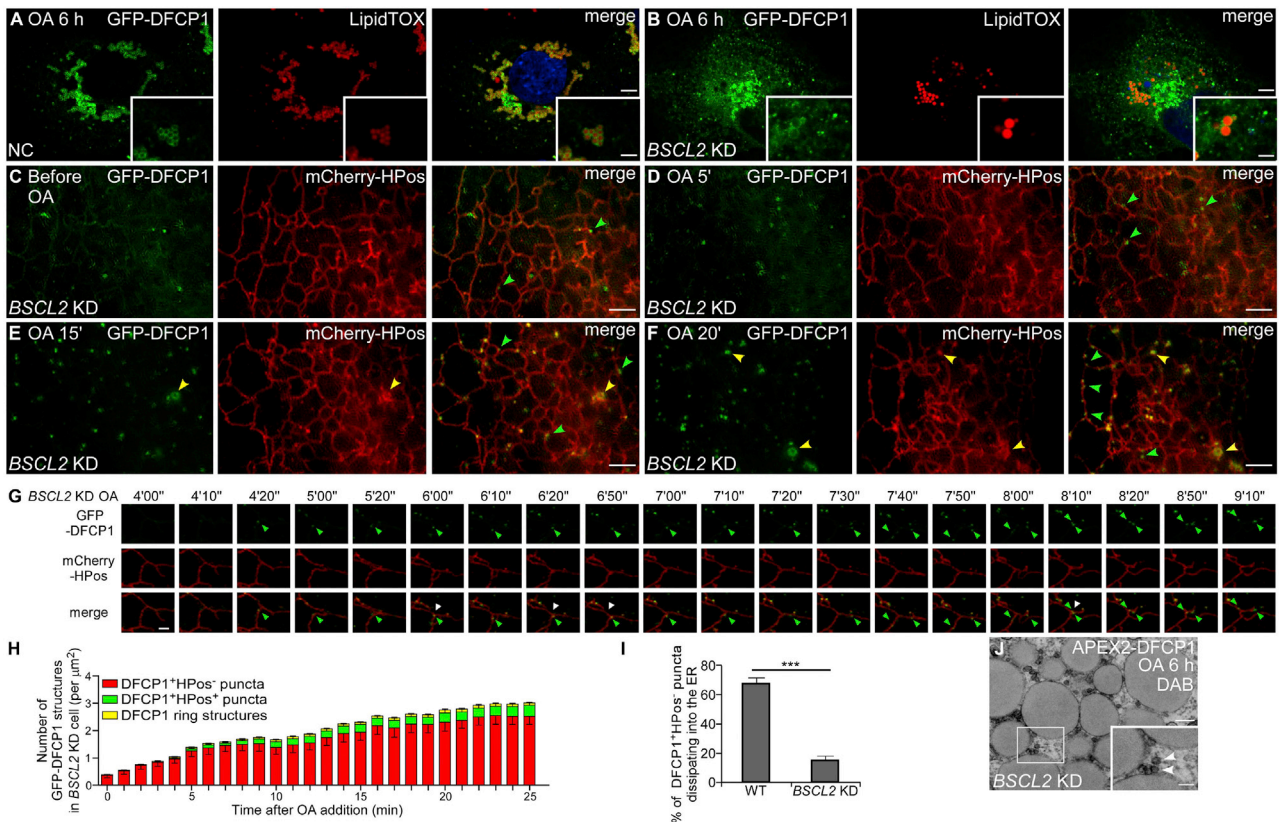 A OA 6 h GFP-DFCP1 LipidTOX merge
NC
B OA 6 h GFP-DFCP1 LipidTOX merge
BSCL2 KD
C Before OA GFP-DFCP1 mCherry-HPos merge
BSCL2 KD
D OA 5' GFP-DFCP1 mCherry-HPos merge
BSCL2 KD
E OA 15' GFP-DFCP1 mCherry-HPos merge
BSCL2 KD
F OA 20' GFP-DFCP1 mCherry-HPos merge
BSCL2 KD
G BSCL2 KD OA 4'00" 4'10" 4'20" 5'00" 5'20" 6'00" 6'10" 6'20" 6'50" 7'00" 7'10" 7'20" 7'30" 7'40" 7'50" 8'00" 8'10" 8'20" 8'50" 9'10"
GFP
-DFCP1
mCherry
-HPos
merge
H
Number of
GFP-DFCP1 structures
in BSCL2 KD cell (per μm²)
4
3
2
1
0
DFCP1⁺HPos⁻ puncta
DFCP1⁺HPos⁺ puncta
DFCP1 ring structures
0 5 10 15 20 25
Time after OA addition (min)
I
% of DFCP1⁺HPos⁻ puncta
dissipating into the ER
80
60
40
20
0
***
WT BSCL2 KD
J APEX2-DFCP1
OA 6 h
DAB
BSCL2 KD